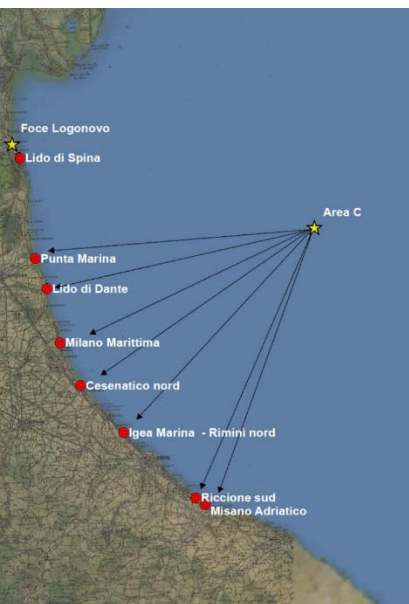 Foce Logonovo
Lido di Spina
Area C
Punta Marina
Lido di Dante
Milano Marittima
Cesenatico nord
Igea Marina - Rimini nord
Riccione sud
Misano Adriatico